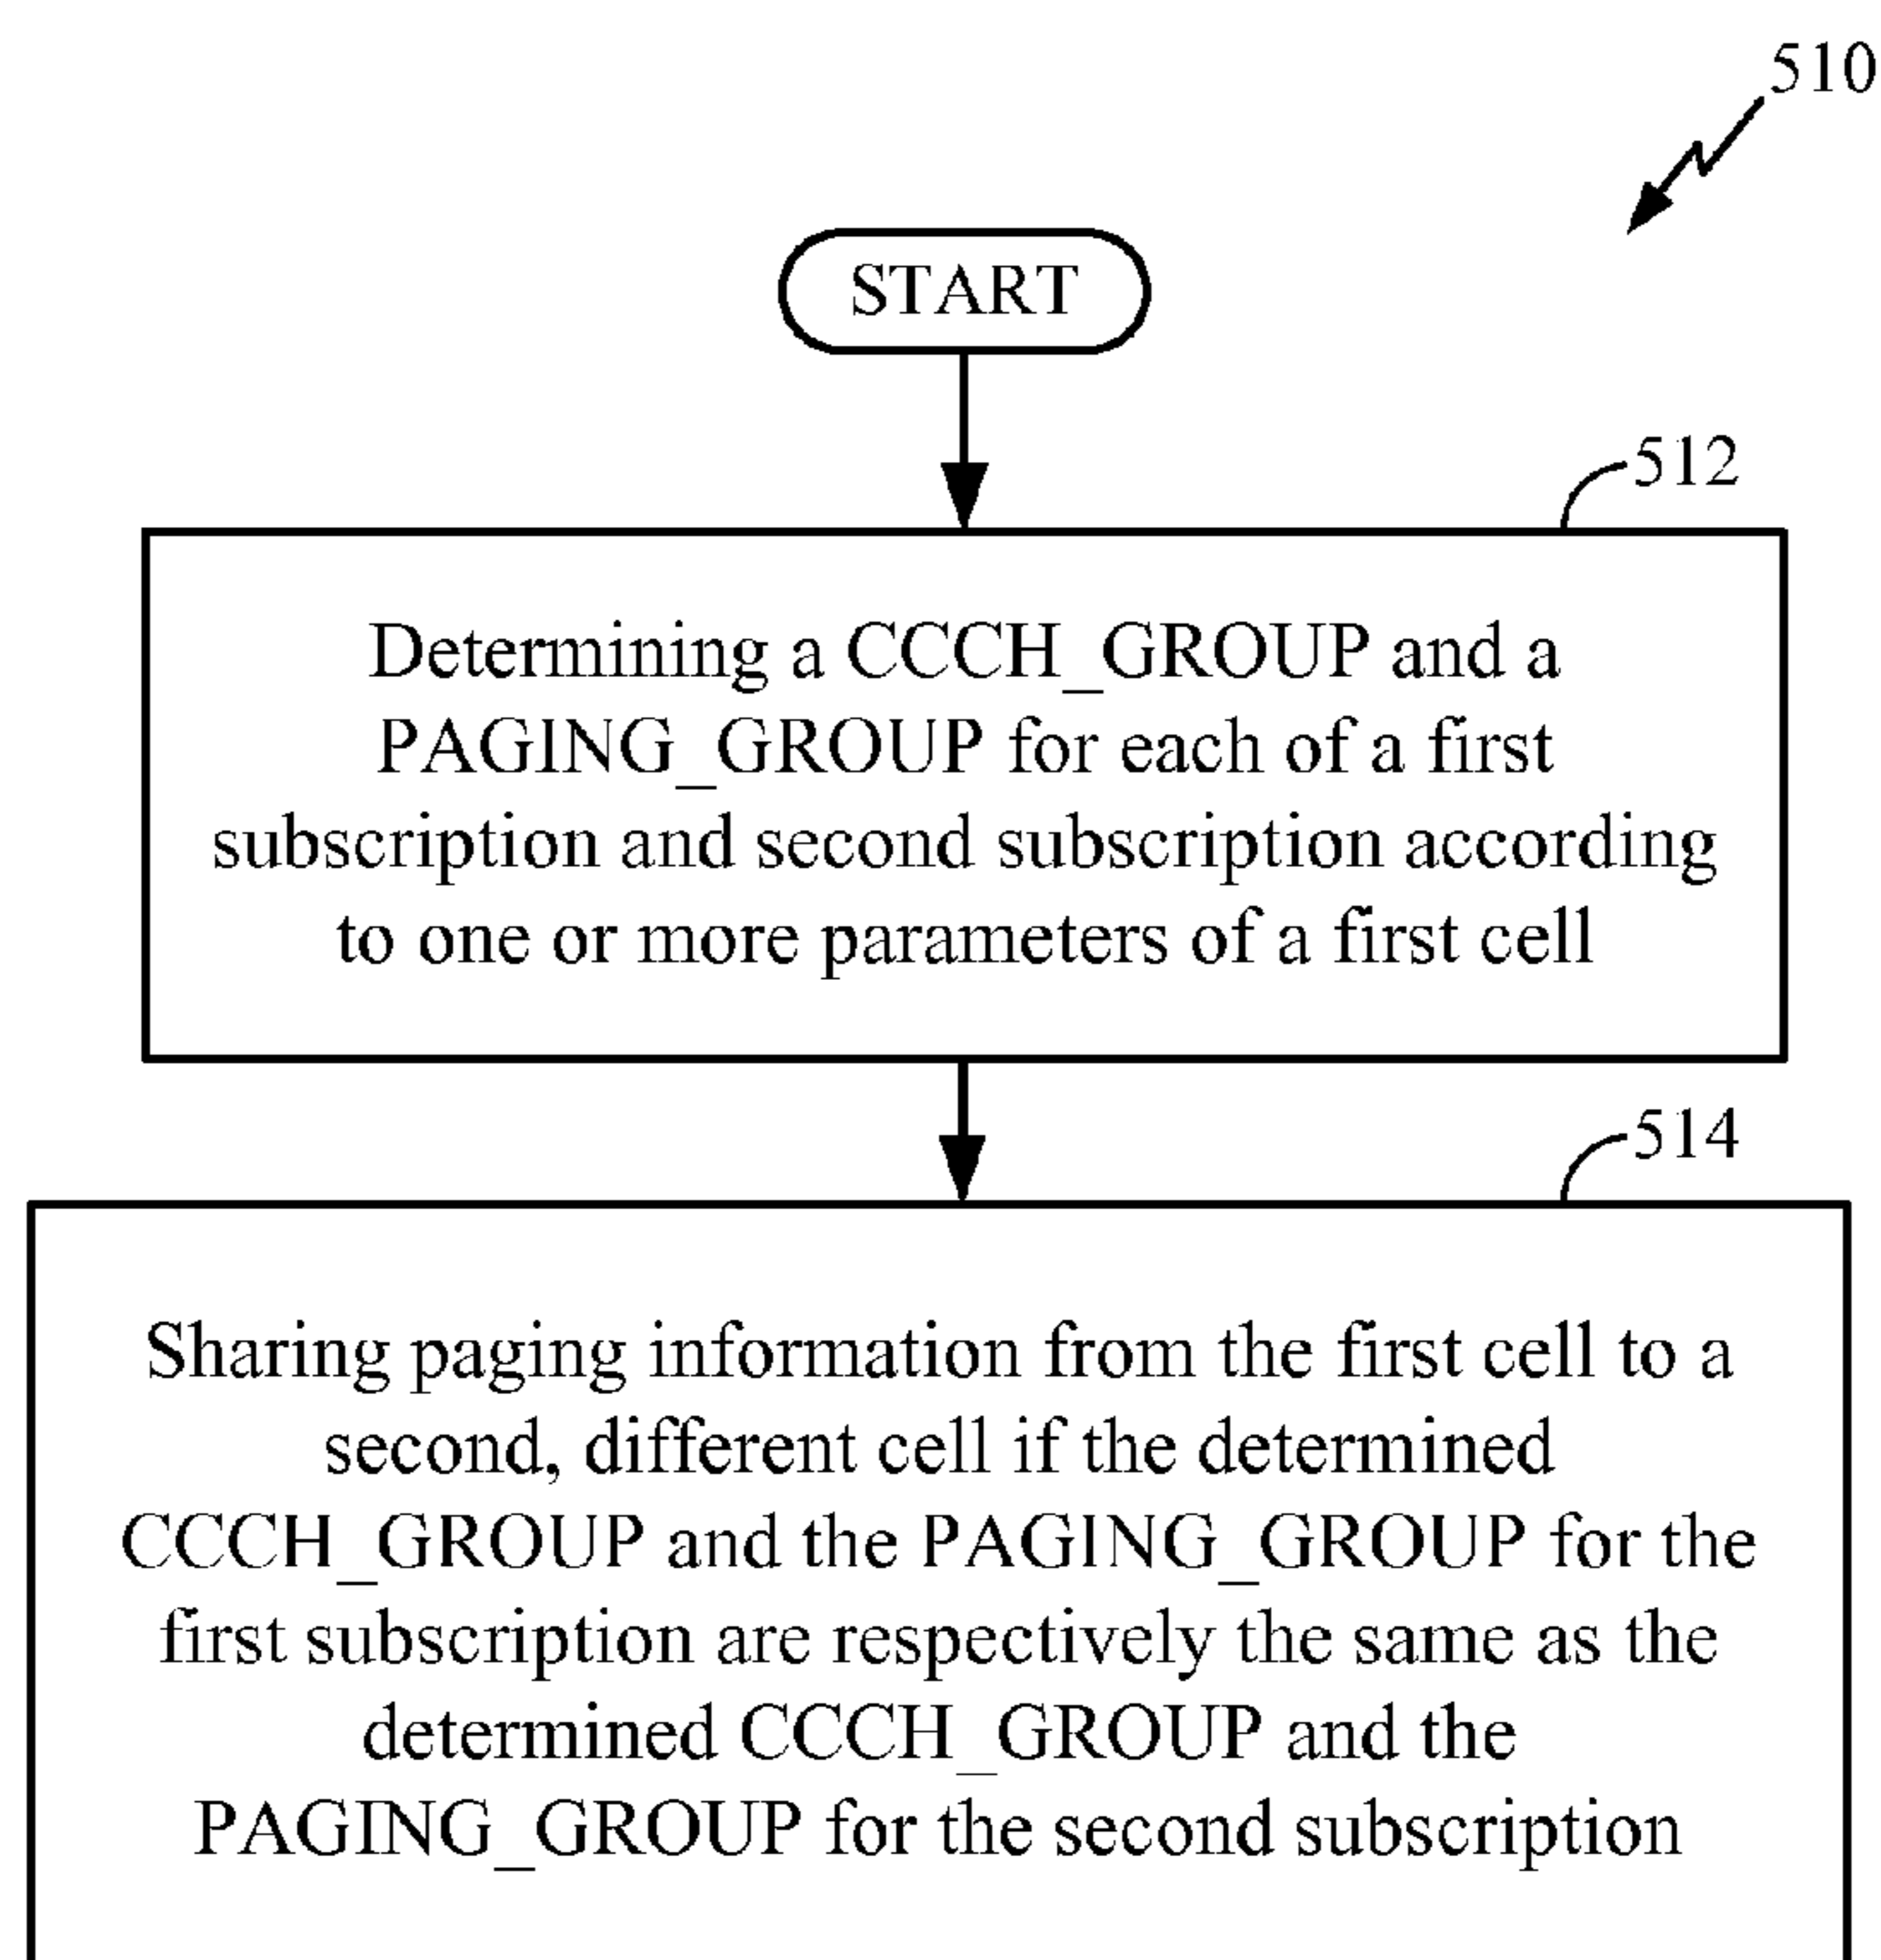 510
START
512
Determining a CCCH_GROUP and a
PAGING_GROUP for each of a first
subscription and second subscription according
to one or more parameters of a first cell
514
Sharing paging information from the first cell to a
second, different cell if the determined
CCCH_GROUP and the PAGING_GROUP for the
first subscription are respectively the same as the
determined CCCH_GROUP and the
PAGING_GROUP for the second subscription